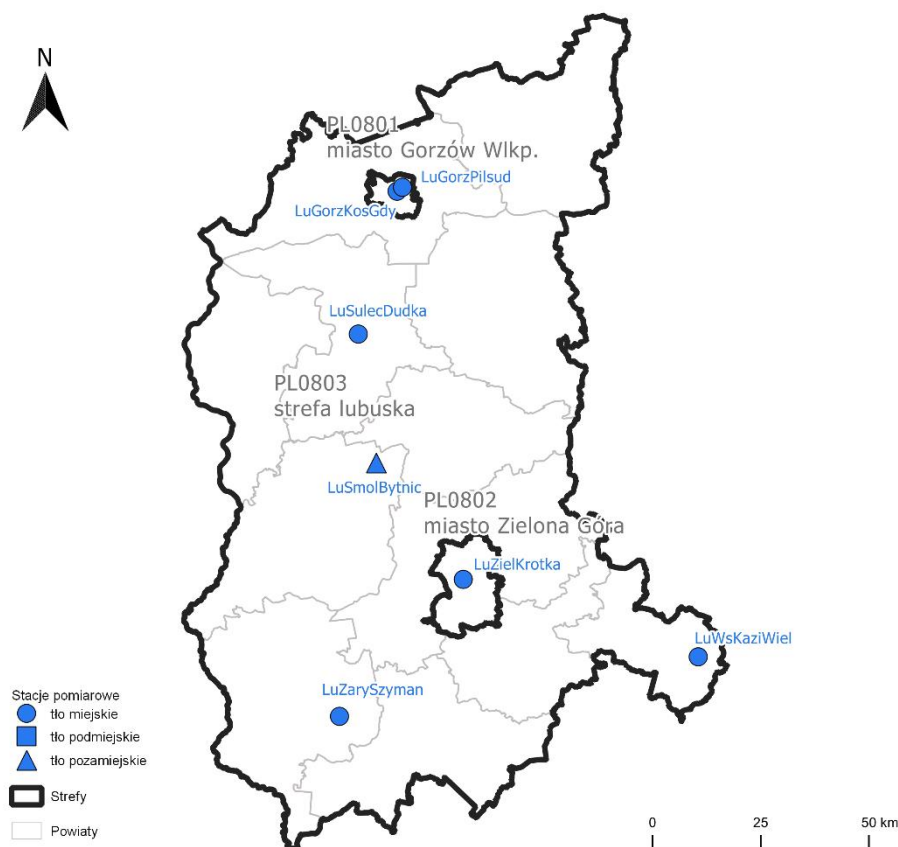 N
PL0801
miasto Gorzów Wlkp.
LuGorzPilsud
LuGorzKosGdy
LuSulecDudka
PL0803
strefa lubuska
LuSmolBytnic
PL0802
miasto Zielona Góra
LuZielKrotka
LuWsKaziWiel
LuZarySzyman
Stacje pomiarowe
tło miejskie
tło podmiejskie
tło pozamiejskie
Strefy
Powiaty
0 25 50 km